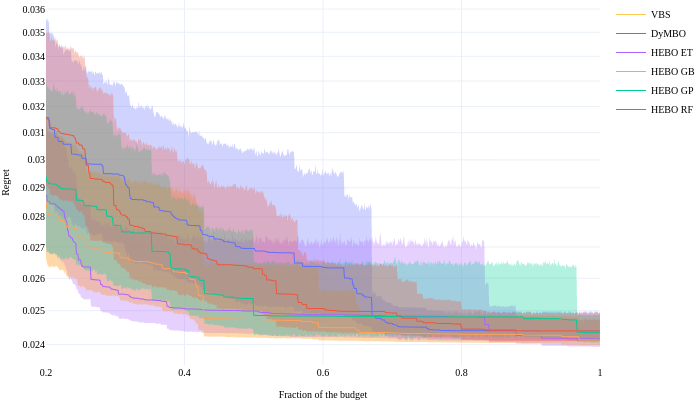 0.036
0.035
0.034
0.033
0.032
0.031
0.03
0.029
0.028
0.027
0.026
0.025
0.024
Regret
0.2
0.4
0.6
0.8
1
Fraction of the budget
VBS
DyMBO
HEBO ET
HEBO GB
HEBO GP
HEBO RF